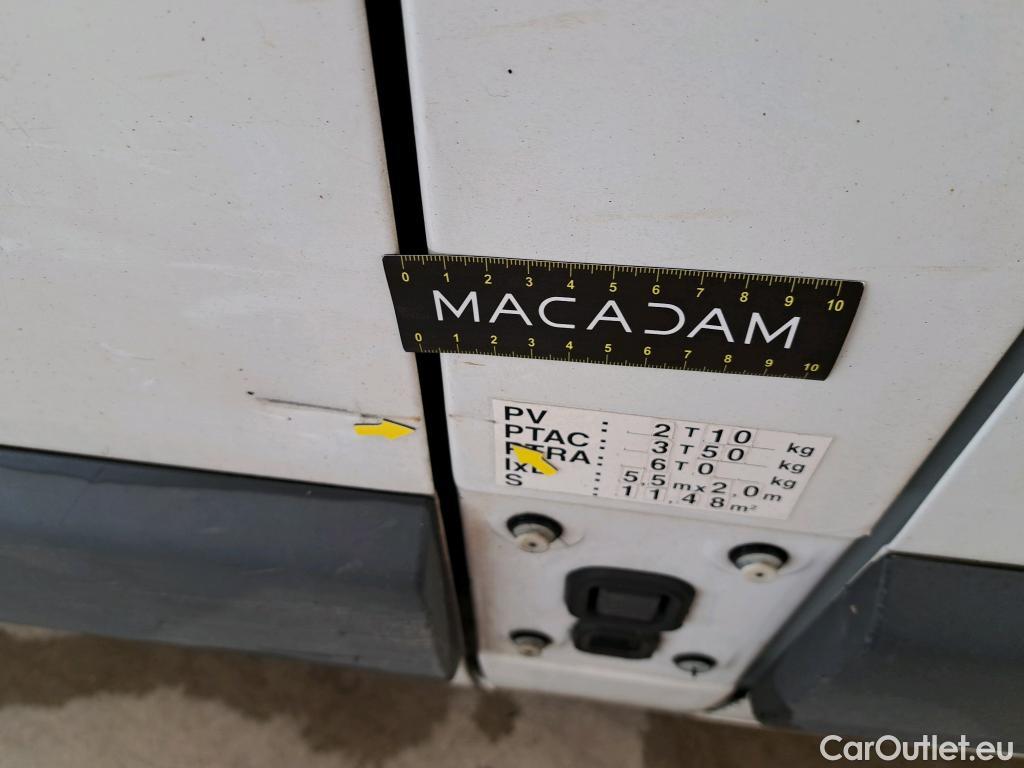 0 1 2 3 4 5 6 7 8 9 10
MACADAM
0 1 2 3 4 5 6 7 8 9 10
PV : 2 T 10 kg
PTAC : 3 T 50 kg
PTRA : 6 T 0 kg
lxL : 5,5 m x 2,0 m
S : 11,48 m²
CarOutlet.eu